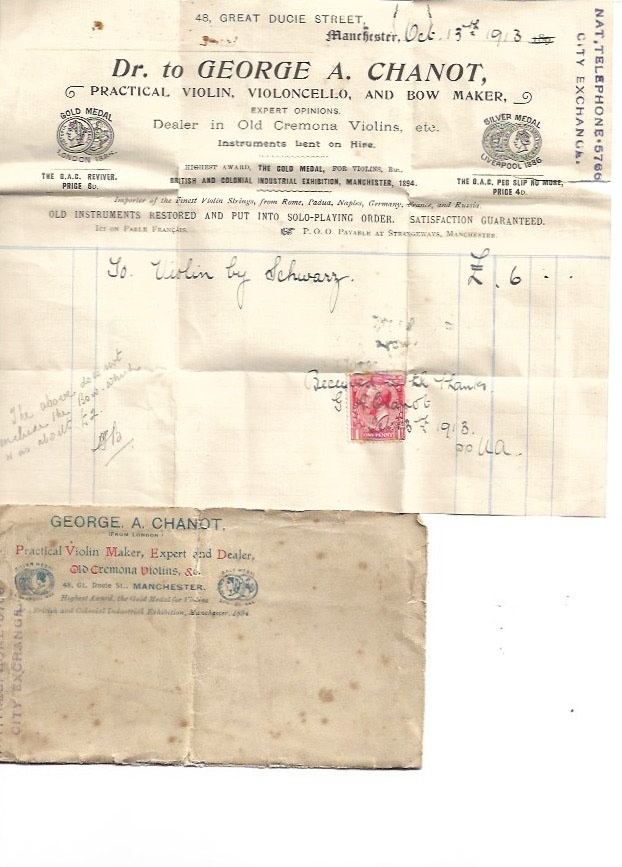 48, GREAT DUCIE STREET,
Manchester, Oct. 13th 1913 189
NAT. TELEPHONE. 5766
CITY EXCHANGE.
Dr. to GEORGE A. CHANOT,
PRACTICAL VIOLIN, VIOLONCELLO, AND BOW MAKER,
EXPERT OPINIONS.
Dealer in Old Cremona Violins, etc.
Instruments Lent on Hire.
GOLD MEDAL
LONDON
SILVER MEDAL
LIVERPOOL 1886
HIGHEST AWARD, THE GOLD MEDAL, FOR VIOLINS, &c.,
BRITISH AND COLONIAL INDUSTRIAL EXHIBITION, MANCHESTER, 1894.
THE G.A.C. REVIVER.
PRICE 6D.
THE G.A.C. PEG SLIP NO MORE,
PRICE 4D.
Importer of the Finest Violin Strings, from Rome, Padua, Naples, Germany, France, and Russia.
OLD INSTRUMENTS RESTORED AND PUT INTO SOLO-PLAYING ORDER. SATISFACTION GUARANTEED.
ICI ON PARLE FRANÇAIS.
P.O.O. PAYABLE AT STRANGEWAYS, MANCHESTER.
To Violin by Schwarz. £ 6 - -
Received with thanks
G. A. Chanot
13th 1913.
ONE PENNY
The above does not
include the Bow which
was about £2
GEORGE. A. CHANOT,
(FROM LONDON)
Practical Violin Maker, Expert and Dealer,
Old Cremona Violins, &c.
48, Gt. Ducie St., MANCHESTER.
Highest Award, the Gold Medal for Violins
British and Colonial Industrial Exhibition, Manchester, 1894
CITY EXCHANGE